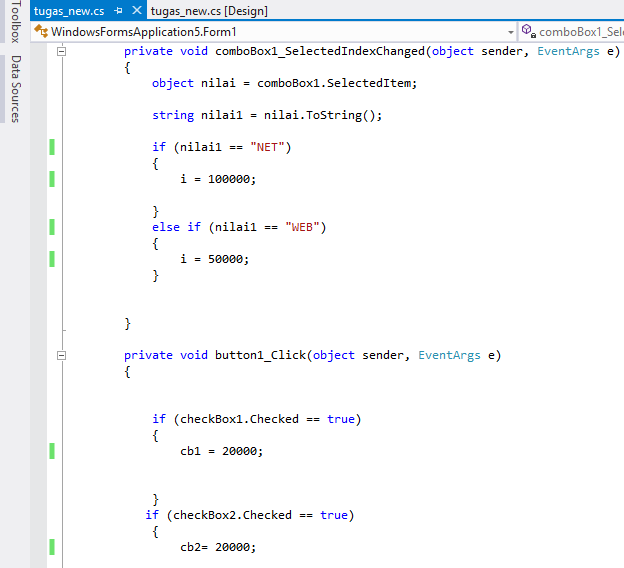 tugas_new.cs tugas_new.cs [Design]
Toolbox
Data Sources
WindowsFormsApplication5.Form1 comboBox1_Sele
private void comboBox1_SelectedIndexChanged(object sender, EventArgs e)
{
object nilai = comboBox1.SelectedItem;
string nilai1 = nilai.ToString();
if (nilai1 == "NET")
{
i = 100000;
}
else if (nilai1 == "WEB")
{
i = 50000;
}
}
private void button1_Click(object sender, EventArgs e)
{
if (checkBox1.Checked == true)
{
cb1 = 20000;
}
if (checkBox2.Checked == true)
{
cb2= 20000;